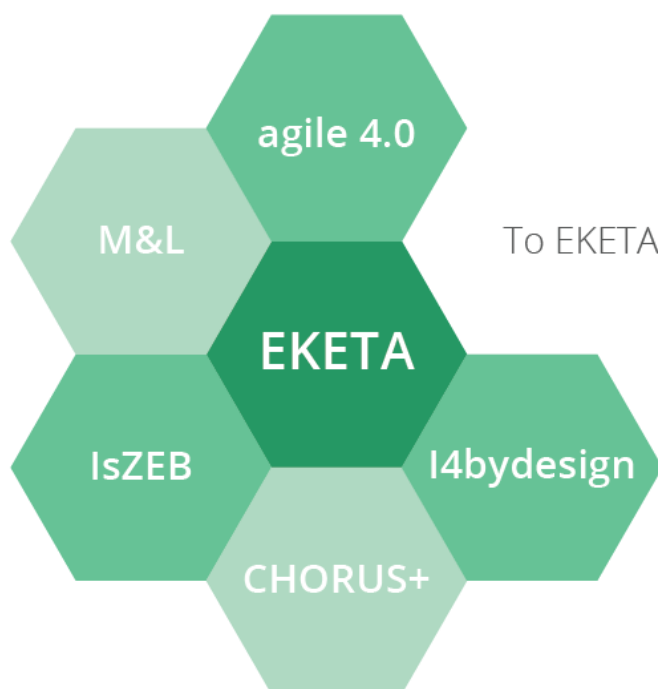 agile 4.0
M&L
To EKETA
EKETA
IsZEB
I4bydesign
CHORUS+